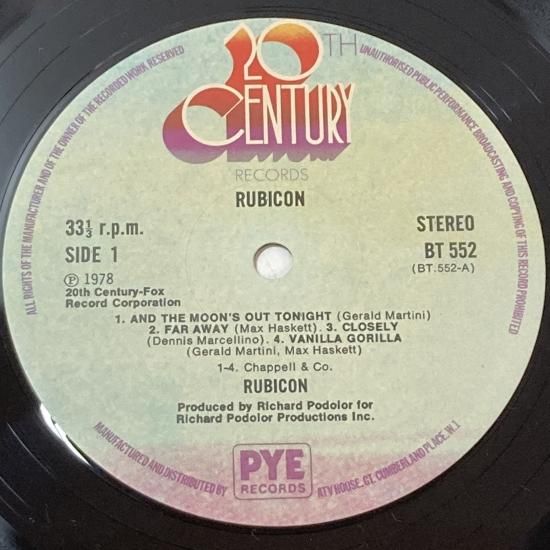 20TH
CENTURY
RECORDS
RUBICON
33⅓ r.p.m.
SIDE 1
℗ 1978
20th Century-Fox
Record Corporation
STEREO
BT 552
(BT.552-A)
1. AND THE MOON'S OUT TONIGHT (Gerald Martini)
2. FAR AWAY (Max Haskett). 3. CLOSELY
(Dennis Marcellino). 4. VANILLA GORILLA
(Gerald Martini, Max Haskett)
1-4. Chappell & Co.
RUBICON
Produced by Richard Podolor for
Richard Podolor Productions Inc.
ALL RIGHTS OF THE MANUFACTURER AND OF THE OWNER OF THE RECORDED WORK RESERVED
UNAUTHORISED PUBLIC PERFORMANCE BROADCASTING AND COPYING OF THIS RECORD PROHIBITED
MANUFACTURED AND DISTRIBUTED BY
PYE
RECORDS
ATV HOUSE, GT. CUMBERLAND PLACE, W.1